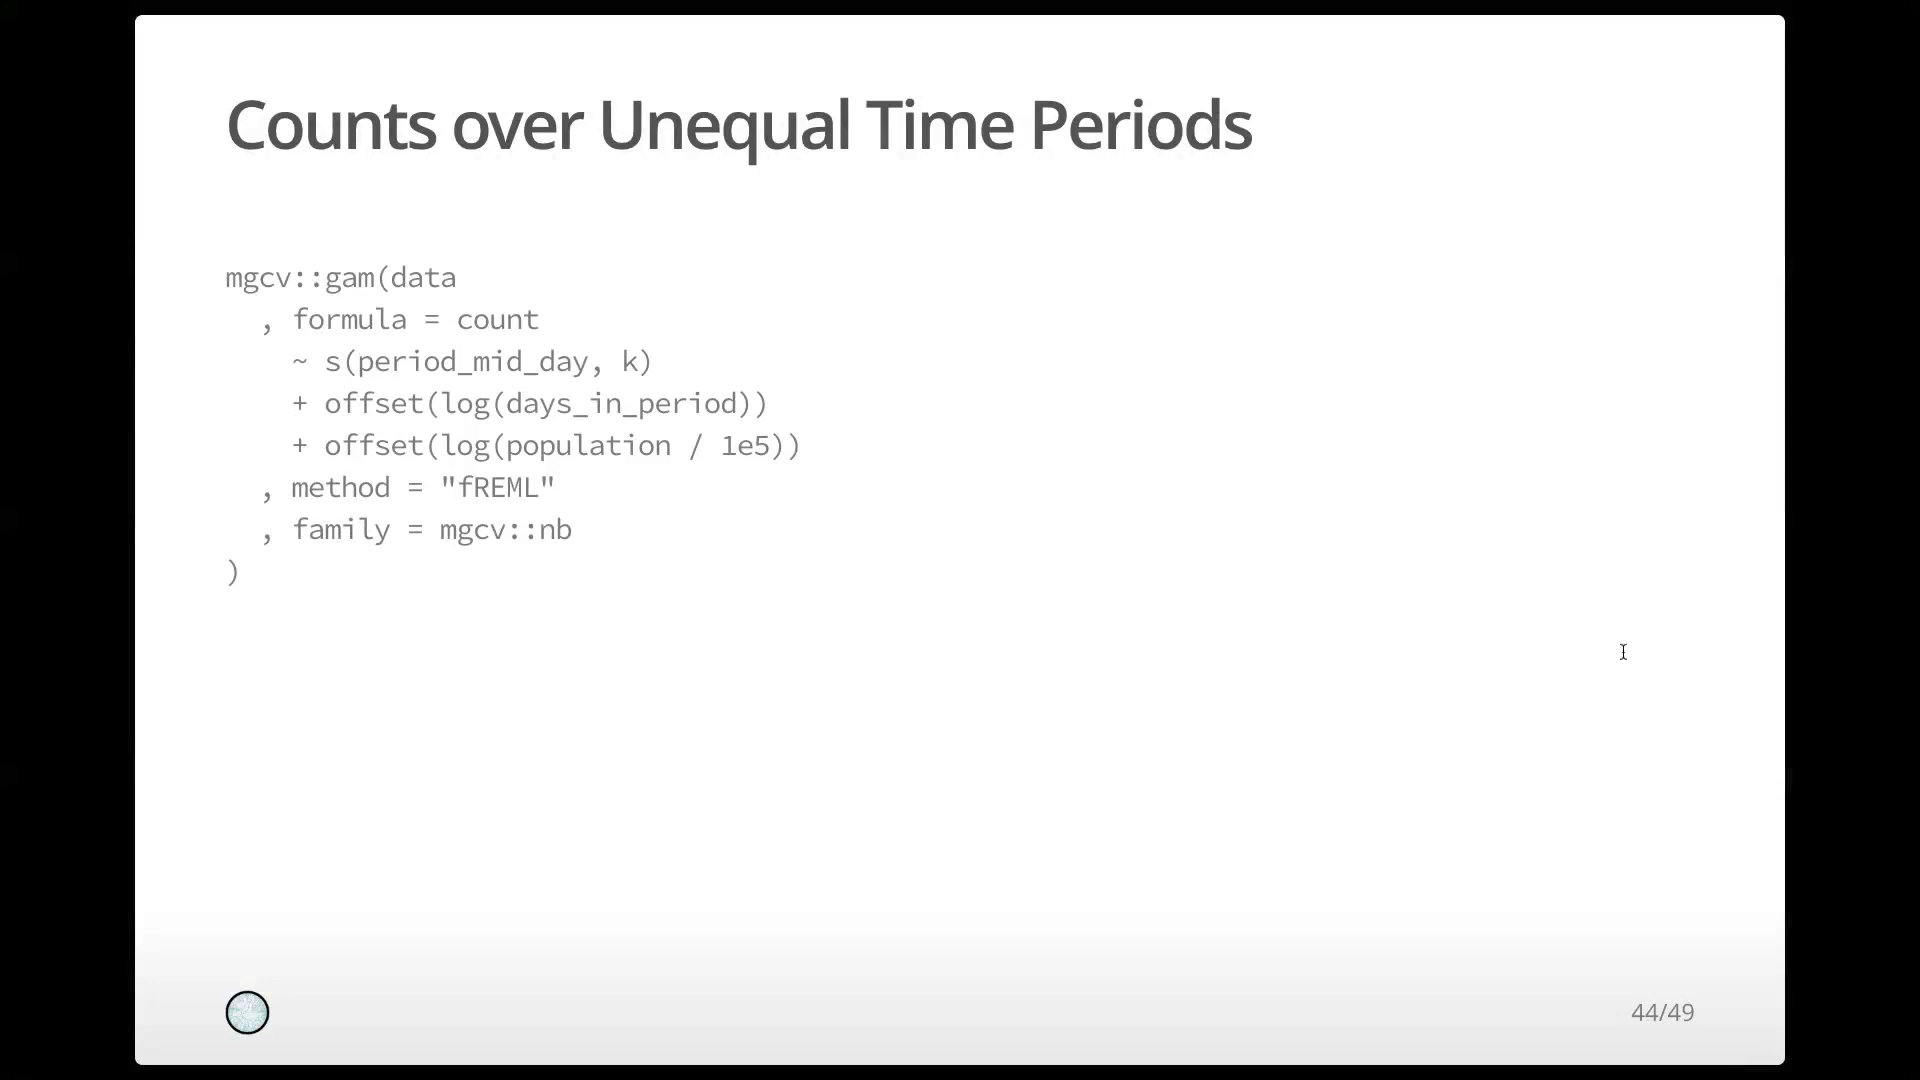 Counts over Unequal Time Periods
mgcv::gam(data
  , formula = count
    ~ s(period_mid_day, k)
    + offset(log(days_in_period))
    + offset(log(population / 1e5))
  , method = "fREML"
  , family = mgcv::nb
)
44/49